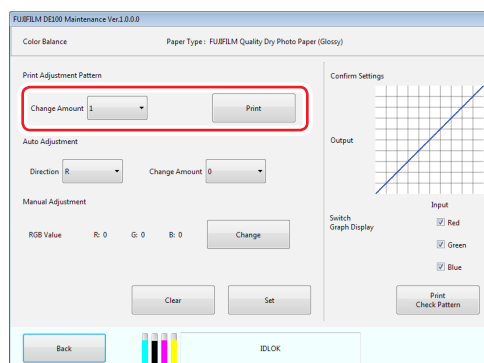 FUJIFILM DE100 Maintenance Ver.1.0.0.0
Color Balance Paper Type : FUJIFILM Quality Dry Photo Paper (Glossy)
Print Adjustment Pattern
Change Amount 1 Print
Auto Adjustment
Direction R Change Amount 0
Manual Adjustment
RGB Value R: 0 G: 0 B: 0 Change
Clear Set
Confirm Settings
Output
Input
Switch
Graph Display
Red
Green
Blue
Print
Check Pattern
Back IDLOK